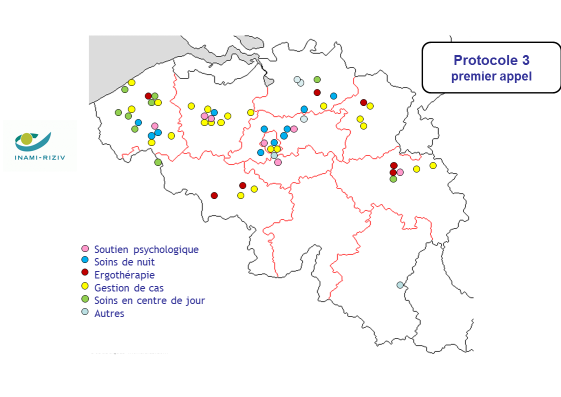 Protocole 3
premier appel
INAMI-RIZIV
Soutien psychologique
Soins de nuit
Ergothérapie
Gestion de cas
Soins en centre de jour
Autres